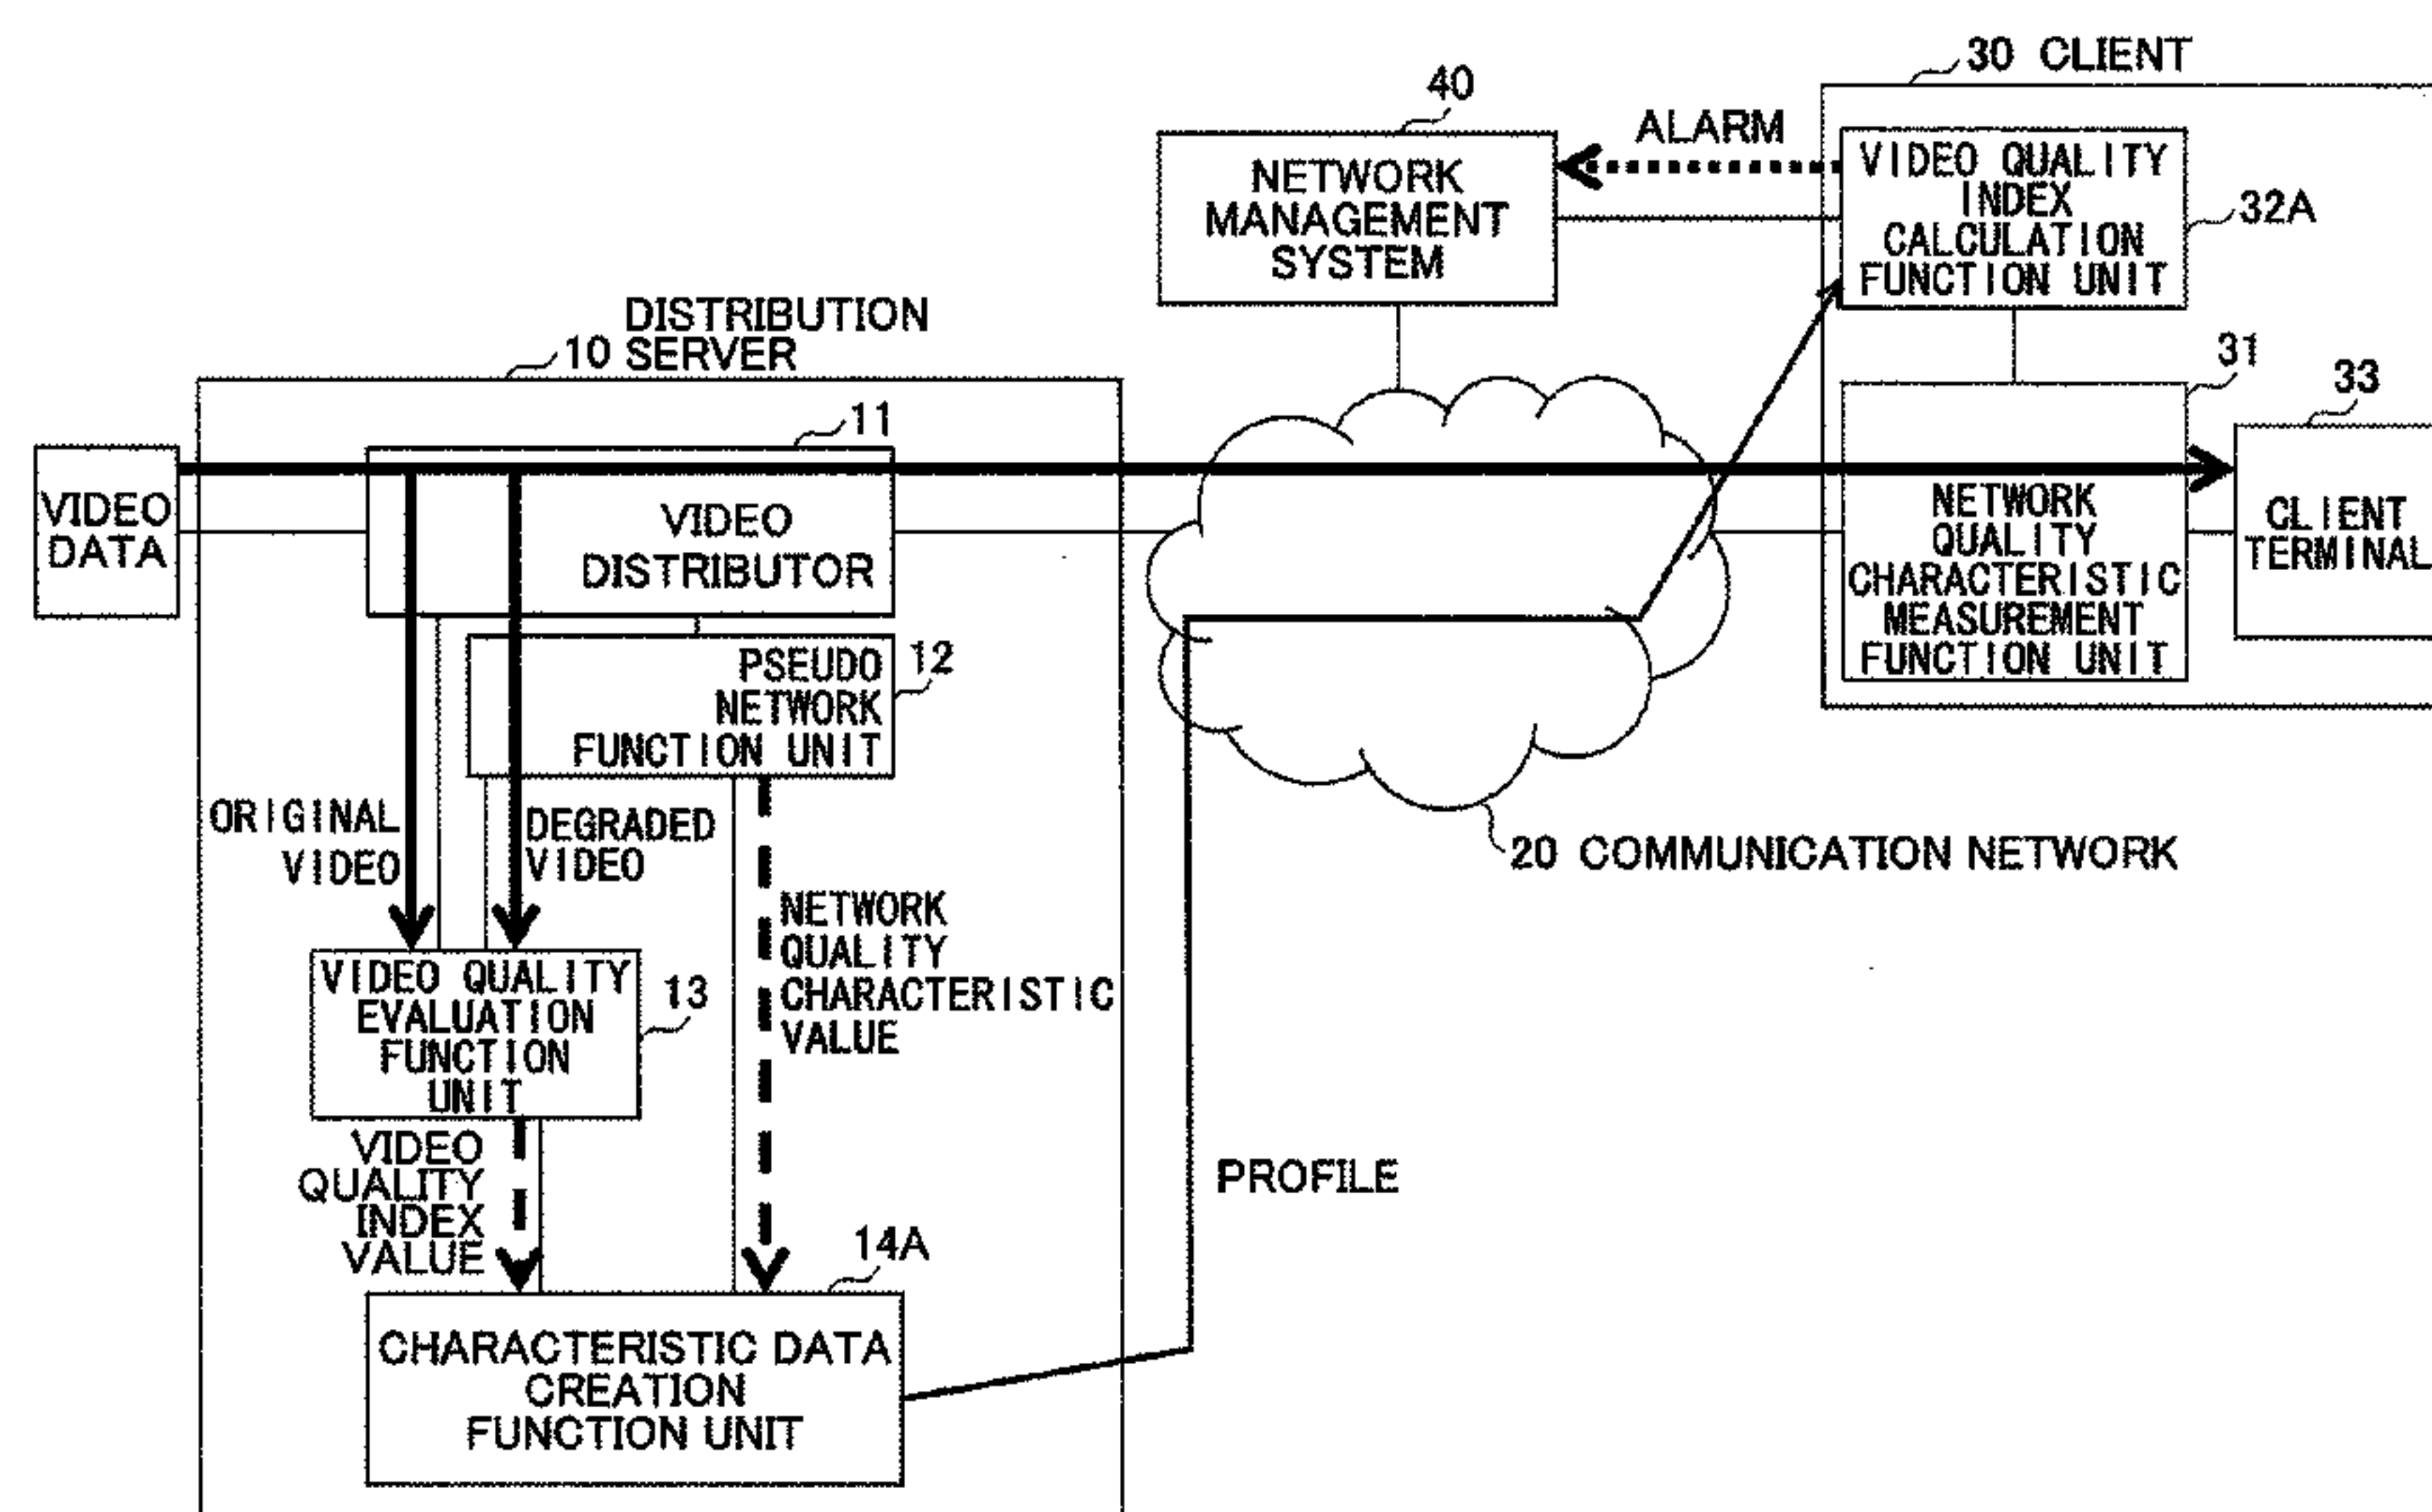 30 CLIENT
40
ALARM
VIDEO QUALITY
INDEX
CALCULATION
FUNCTION UNIT
32A
NETWORK
MANAGEMENT
SYSTEM
DISTRIBUTION
10 SERVER
31
33
11
VIDEO
DATA
VIDEO
DISTRIBUTOR
NETWORK
QUALITY
CHARACTERISTIC
MEASUREMENT
FUNCTION UNIT
CLIENT
TERMINAL
PSEUDO
NETWORK
FUNCTION UNIT
12
ORIGINAL
VIDEO
DEGRADED
VIDEO
20 COMMUNICATION NETWORK
NETWORK
QUALITY
CHARACTERISTIC
VALUE
VIDEO QUALITY
EVALUATION
FUNCTION
UNIT
13
VIDEO
QUALITY
INDEX
VALUE
PROFILE
14A
CHARACTERISTIC DATA
CREATION
FUNCTION UNIT